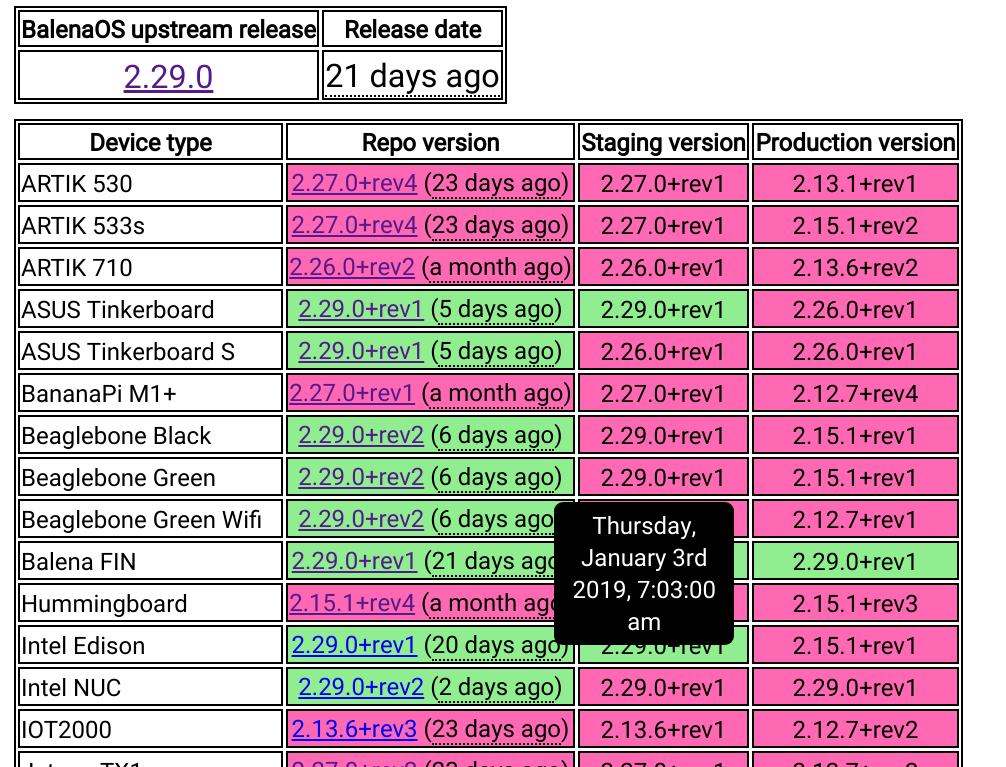 BalenaOS upstream release Release date
2.29.0 21 days ago
Device type Repo version Staging version Production version
ARTIK 530 2.27.0+rev4 (23 days ago) 2.27.0+rev1 2.13.1+rev1
ARTIK 533s 2.27.0+rev4 (23 days ago) 2.27.0+rev1 2.15.1+rev2
ARTIK 710 2.26.0+rev2 (a month ago) 2.26.0+rev1 2.13.6+rev2
ASUS Tinkerboard 2.29.0+rev1 (5 days ago) 2.29.0+rev1 2.26.0+rev1
ASUS Tinkerboard S 2.29.0+rev1 (5 days ago) 2.26.0+rev1 2.26.0+rev1
BananaPi M1+ 2.27.0+rev1 (a month ago) 2.27.0+rev1 2.12.7+rev4
Beaglebone Black 2.29.0+rev2 (6 days ago) 2.29.0+rev1 2.15.1+rev1
Beaglebone Green 2.29.0+rev2 (6 days ago) 2.29.0+rev1 2.15.1+rev1
Beaglebone Green Wifi 2.29.0+rev2 (6 days ago 2.12.7+rev1
Thursday,
January 3rd
2019, 7:03:00
am
Balena FIN 2.29.0+rev1 (21 days ago 2.29.0+rev1
Hummingboard 2.15.1+rev4 (a month ago 2.15.1+rev3
Intel Edison 2.29.0+rev1 (20 days ago) 2.29.0+rev1 2.15.1+rev1
Intel NUC 2.29.0+rev2 (2 days ago) 2.29.0+rev1 2.29.0+rev1
IOT2000 2.13.6+rev3 (23 days ago) 2.13.6+rev1 2.12.7+rev2